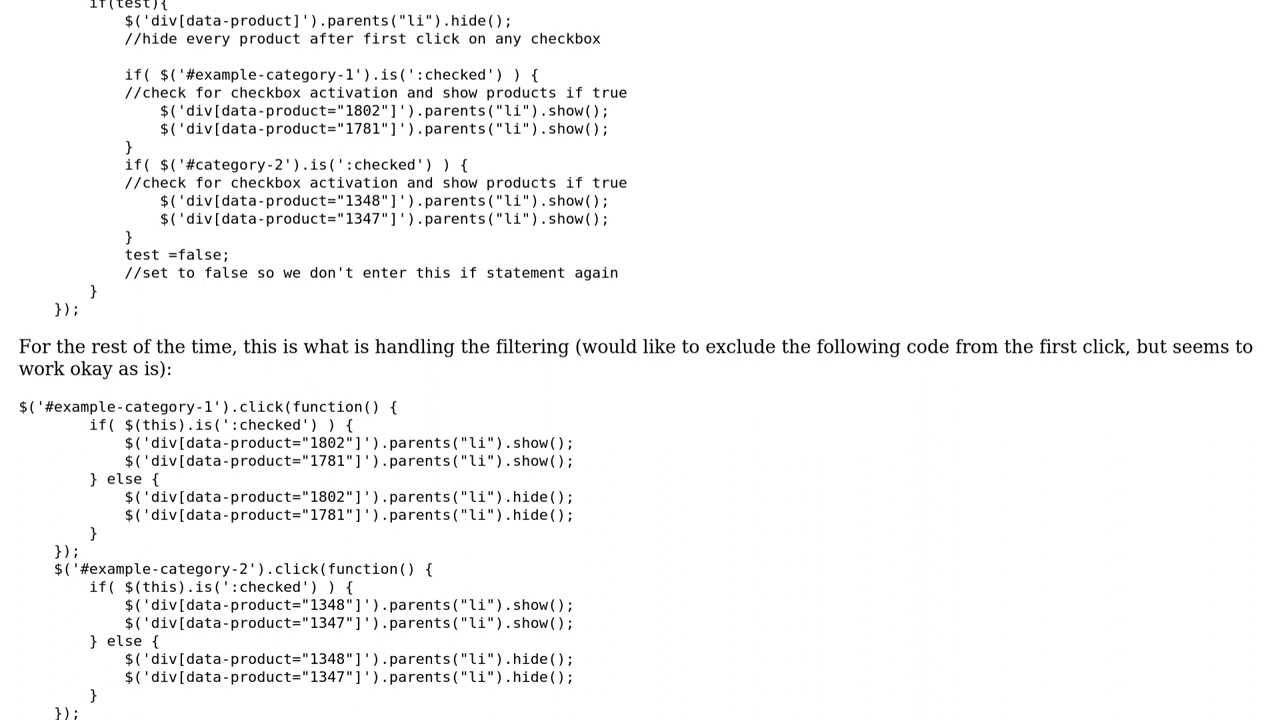 if(test){
$('div[data-product]').parents("li").hide();
//hide every product after first click on any checkbox
if( $('#example-category-1').is(':checked') ) {
//check for checkbox activation and show products if true
$('div[data-product="1802"]').parents("li").show();
$('div[data-product="1781"]').parents("li").show();
}
if( $('#category-2').is(':checked') ) {
//check for checkbox activation and show products if true
$('div[data-product="1348"]').parents("li").show();
$('div[data-product="1347"]').parents("li").show();
}
test =false;
//set to false so we don't enter this if statement again
}
});
For the rest of the time, this is what is handling the filtering (would like to exclude the following code from the first click, but seems to
work okay as is):
$('#example-category-1').click(function() {
if( $(this).is(':checked') ) {
$('div[data-product="1802"]').parents("li").show();
$('div[data-product="1781"]').parents("li").show();
} else {
$('div[data-product="1802"]').parents("li").hide();
$('div[data-product="1781"]').parents("li").hide();
}
});
$('#example-category-2').click(function() {
if( $(this).is(':checked') ) {
$('div[data-product="1348"]').parents("li").show();
$('div[data-product="1347"]').parents("li").show();
} else {
$('div[data-product="1348"]').parents("li").hide();
$('div[data-product="1347"]').parents("li").hide();
}
});